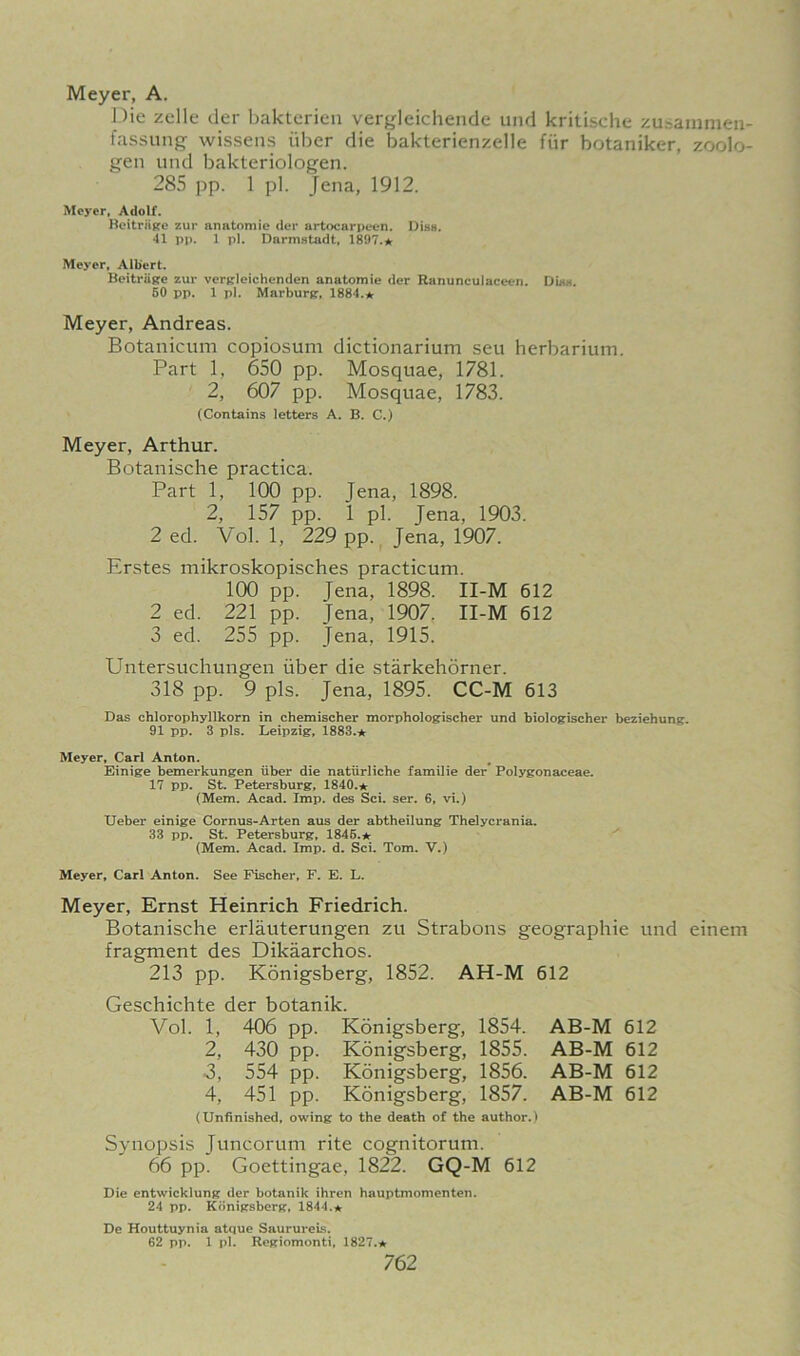 Meyer, A.
Die zelle der bakterien vergleichende und kritische zusammen-
fassung wissens über die bakterienzelle für botaniker, zoolo-
gen und bakteriologen.
285 pp. 1 pl. Jena, 1912.
Meyer, Adolf.
Beiträge zur anatomie der artocarpeen. Diss.
41 pp. 1 pl. Darmstadt, 1897.★
Meyer, Albert.
Beiträge zur vergleichenden anatomie der Ranunculaceen. Diss.
50 pp. 1 pl. Marburg, 1884.★
Meyer, Andreas.
Botanicum copiosum dictionarium seu herbarium.
Part 1, 650 pp. Mosquae, 1781.
2, 607 pp. Mosquae, 1783.
(Contains letters A. B. C.)
Meyer, Arthur.
Botanische practica.
Part 1, 100 pp. Jena, 1898.
2, 157 pp. 1 pl. Jena, 1903.
2 ed. Vol. 1, 229 pp. Jena, 1907.
Erstes mikroskopisches practicum.
100 pp. Jena, 1898. II-M 612
2 ed. 221 pp. Jena, 1907. II-M 612
3 ed. 255 pp. Jena, 1915.
Untersuchungen über die stärkehörner.
318 pp. 9 pls. Jena, 1895. CC-M 613
Das chlorophyllkorn in chemischer morphologischer und biologischer beziehung.
91 pp. 3 pls. Leipzig, 1883.★
Meyer, Carl Anton.
Einige bemerkungen über die natürliche familie der Polygonaceae.
17 pp. St. Petersburg, 1840.★
(Mem. Acad. Imp. des Sci. ser. 6, vi.)
Ueber einige Cornus-Arten aus der abtheilung Thelycrania.
33 pp. St. Petersburg, 1845.★
(Mem. Acad. Imp. d. Sci. Tom. V.)
Meyer, Carl Anton. See Fischer, F. E. L.
Meyer, Ernst Heinrich Friedrich.
Botanische erläuterungen zu Strabons geographie und einem
fragment des Dikäarchos.
213 pp. Königsberg, 1852. AH-M 612
Geschichte der botanik.
Vol. 1, 406 pp. Königsberg, 1854. AB-M 612
2, 430 pp. Königsberg, 1855. AB-M 612
3, 554 pp. Königsberg, 1856. AB-M 612
4, 451 pp. Königsberg, 1857. AB-M 612
(Unfinished, owing to the death of the author.)
Synopsis Juncorum rite cognitorum.
66 pp. Goettingae, 1822. GQ-M 612
Die entwicklung der botanik ihren hauptmomenten.
24 pp. Königsberg, 1844.★
De Houttuynia atque Saurureis.
62 pp. 1 pl. Regiomonti, 1827.★
762